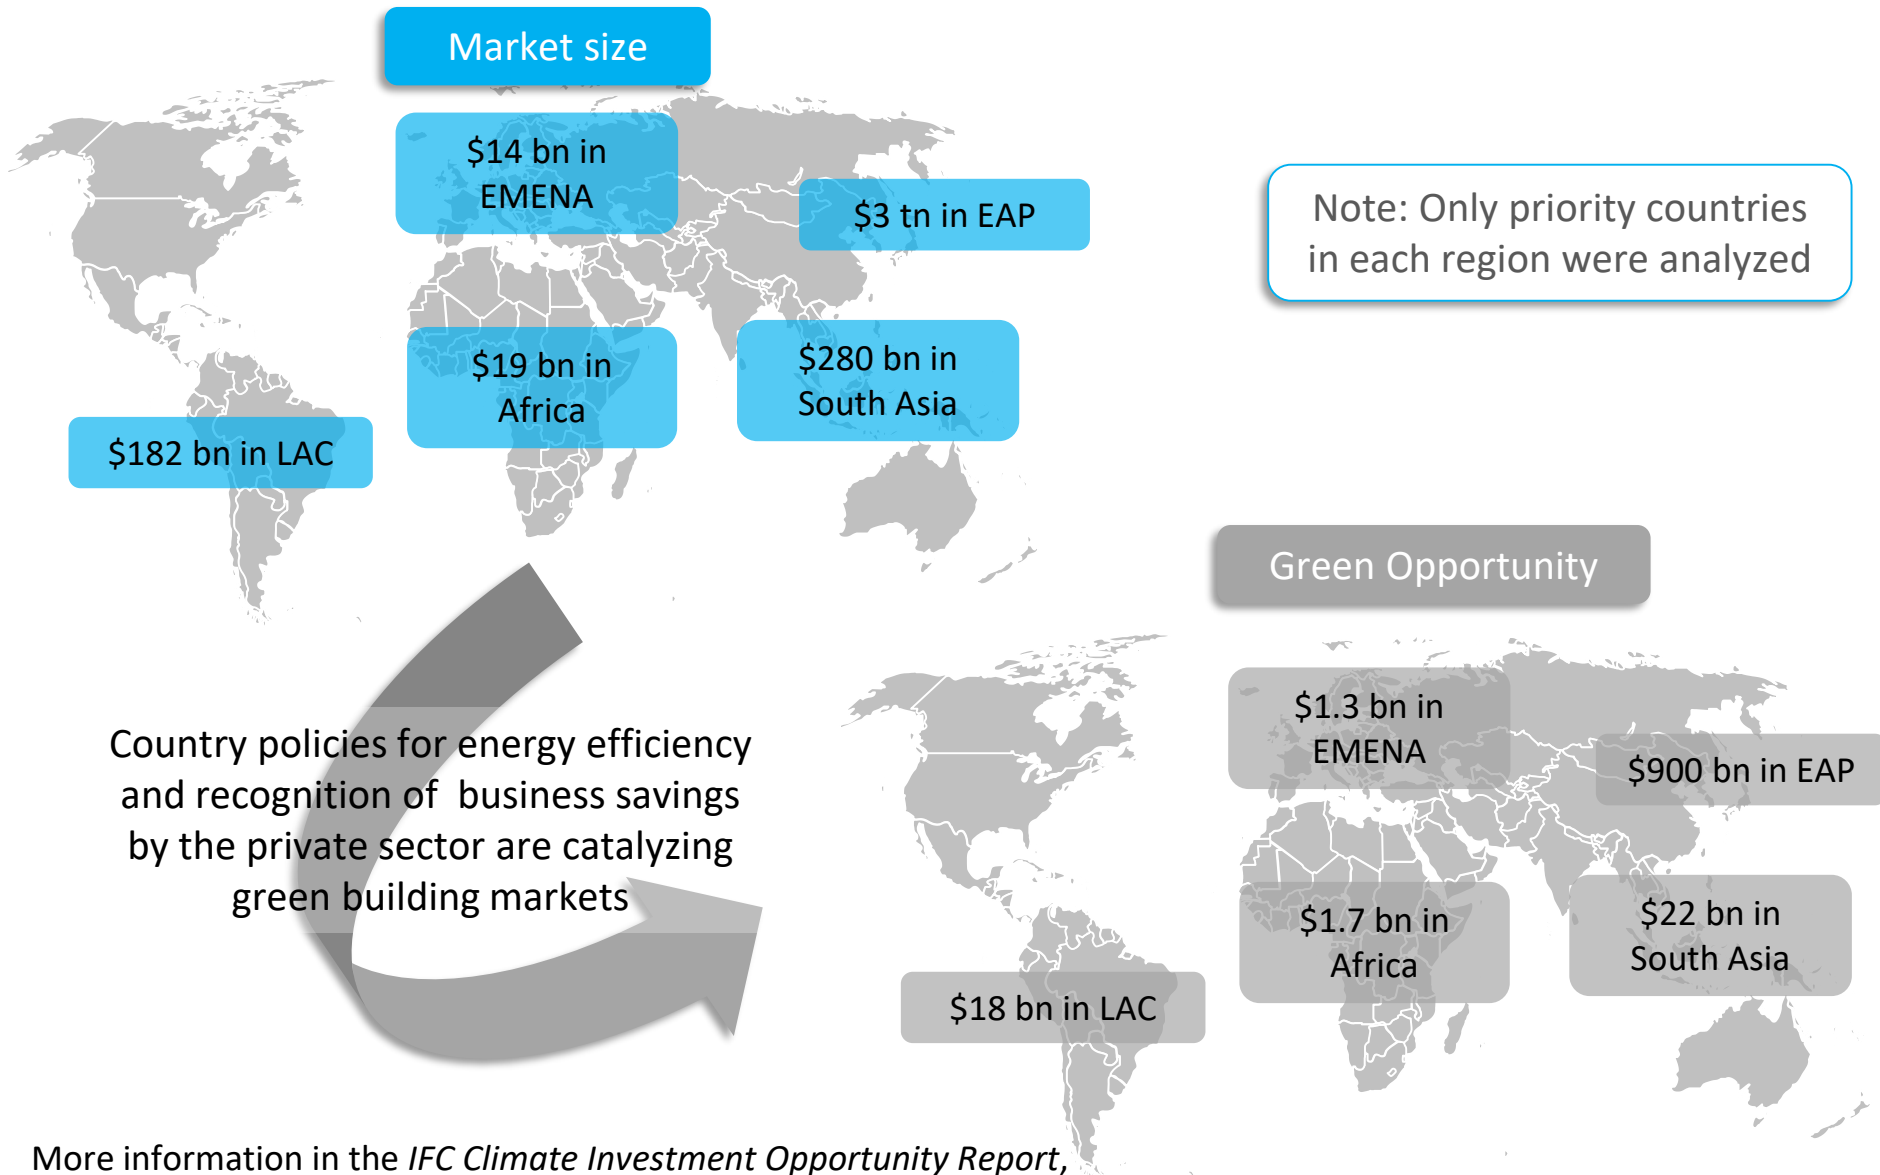 Market size
$14 bn in
EMENA
$3 tn in EAP
$19 bn in
Africa
$280 bn in
South Asia
$182 bn in LAC
Note: Only priority countries
in each region were analyzed
Country policies for energy efficiency
and recognition of business savings
by the private sector are catalyzing
green building markets
Green Opportunity
$1.3 bn in
EMENA
$900 bn in EAP
$1.7 bn in
Africa
$22 bn in
South Asia
$18 bn in LAC
More information in the IFC Climate Investment Opportunity Report,